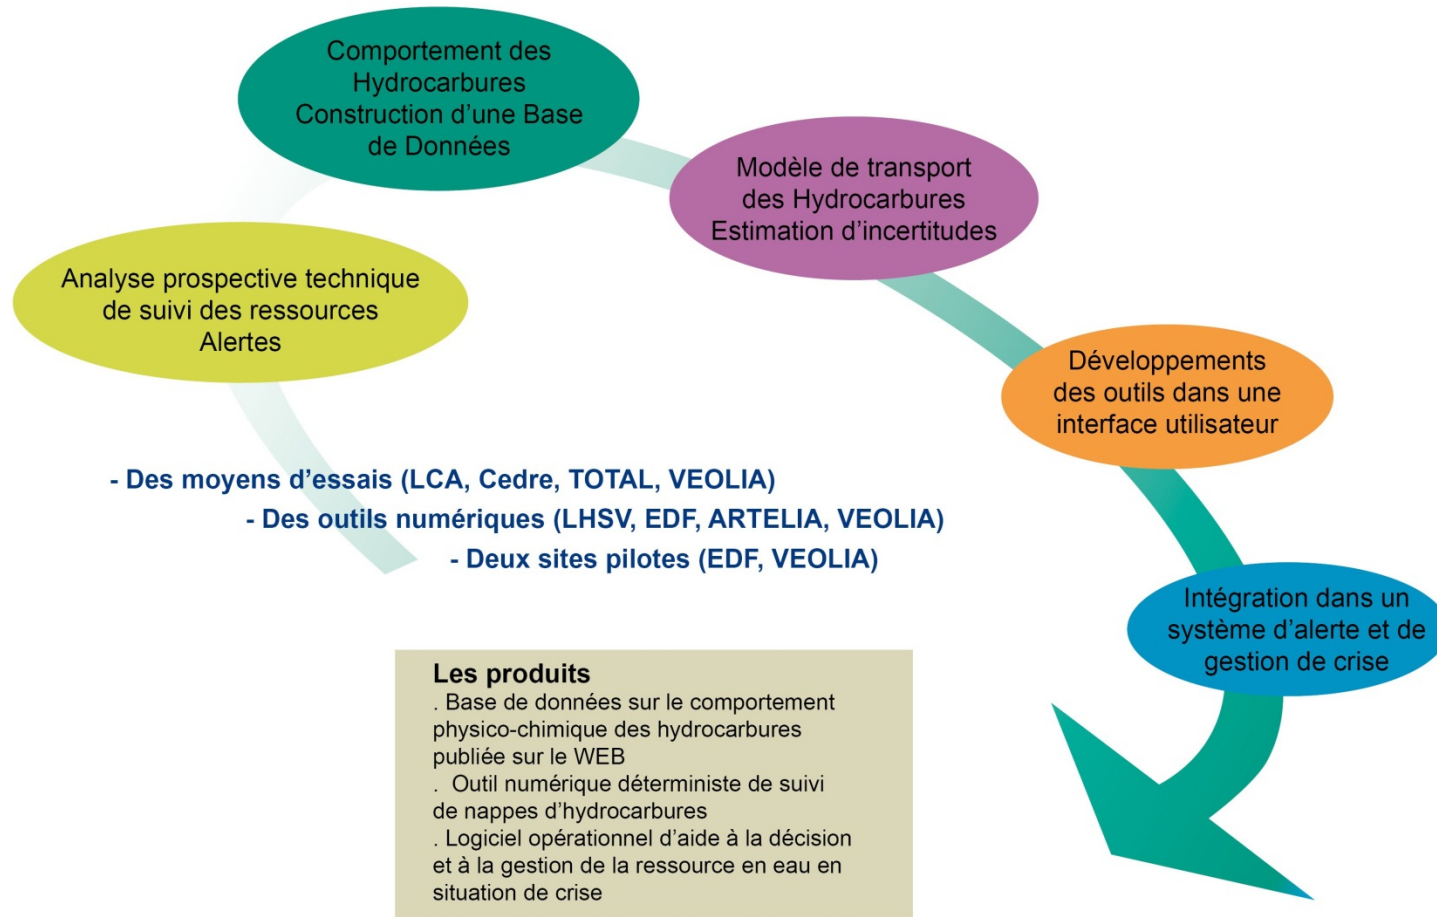 Comportement des
Hydrocarbures
Construction d’une Base
de Données
Modèle de transport
des Hydrocarbures
Estimation d’incertitudes
Analyse prospective technique
de suivi des ressources
Alertes
Développements
des outils dans une
interface utilisateur
- Des moyens d’essais (LCA, Cedre, TOTAL, VEOLIA)
- Des outils numériques (LHSV, EDF, ARTELIA, VEOLIA)
- Deux sites pilotes (EDF, VEOLIA)
Intégration dans un
système d’alerte et de
gestion de crise
Les produits
. Base de données sur le comportement
physico-chimique des hydrocarbures
publiée sur le WEB
. Outil numérique déterministe de suivi
de nappes d’hydrocarbures
. Logiciel opérationnel d’aide à la décision
et à la gestion de la ressource en eau en
situation de crise